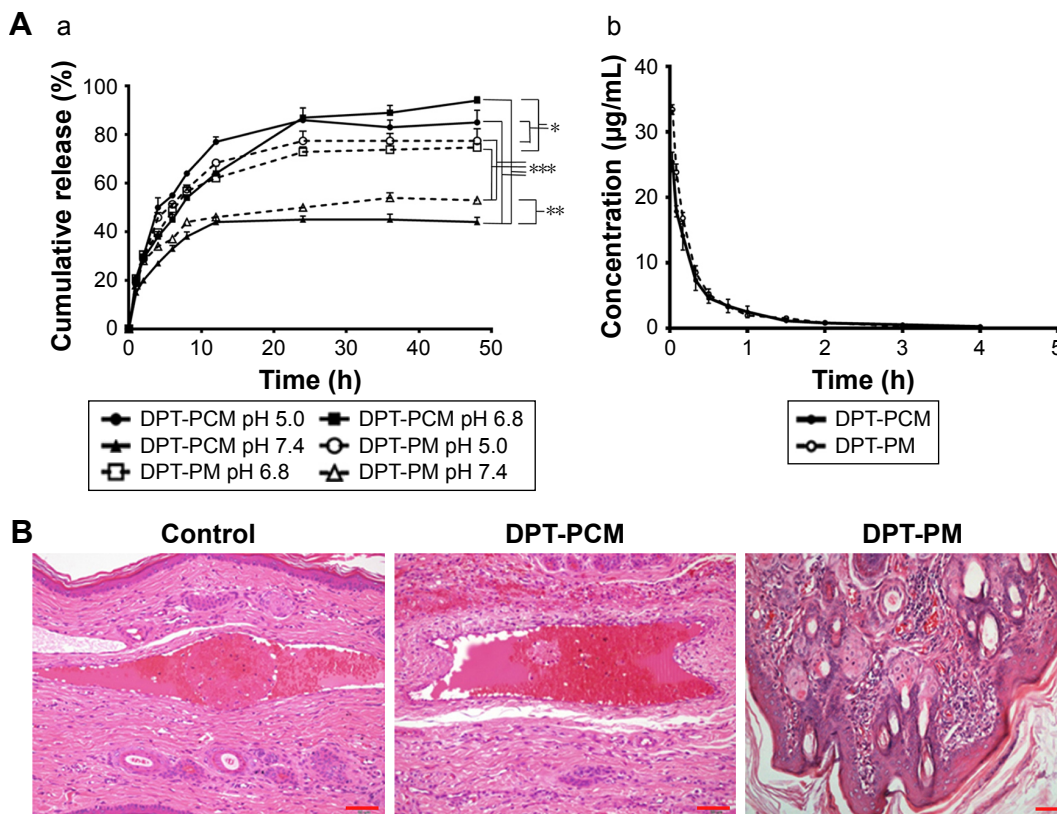 A
a
b
Cumulative release (%)
100
80
60
40
20
0
0
10
20
30
40
50
Time (h)
*
***
**
Concentration (µg/mL)
40
30
20
10
0
0
1
2
3
4
5
Time (h)
DPT-PCM pH 5.0
DPT-PCM pH 6.8
DPT-PCM pH 7.4
DPT-PM pH 5.0
DPT-PM pH 6.8
DPT-PM pH 7.4
DPT-PCM
DPT-PM
B
Control
DPT-PCM
DPT-PM